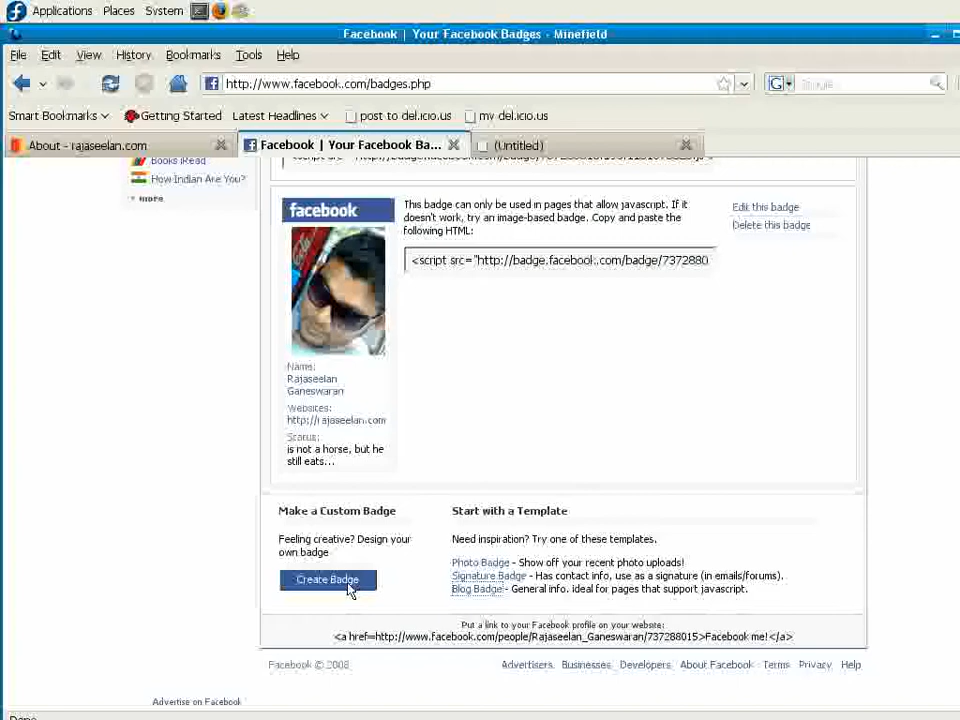 Applications Places System
Facebook | Your Facebook Badges - Minefield
File Edit View History Bookmarks Tools Help
http://www.facebook.com/badges.php
Google
Smart Bookmarks Getting Started Latest Headlines post to del.icio.us my del.icio.us
About - rajaseelan.com Facebook | Your Facebook Ba... (Untitled)
Books iRead
How Indian Are You?
more
facebook
This badge can only be used in pages that allow javascript. If it
doesn't work, try an image-based badge. Copy and paste the
following HTML:
<script src="http://badge.facebook.com/badge/7372880
Edit this badge
Delete this badge
Name:
Rajaseelan
Ganeswaran
Websites:
http://rajaseelan.com
Status:
is not a horse, but he
still eats...
Make a Custom Badge
Feeling creative? Design your
own badge
Create Badge
Start with a Template
Need inspiration? Try one of these templates.
Photo Badge - Show off your recent photo uploads!
Signature Badge - Has contact info, use as a signature (in emails/forums).
Blog Badge - General info. ideal for pages that support javascript.
Put a link to your Facebook profile on your website:
<a href=http://www.facebook.com/people/Rajaseelan_Ganeswaran/737288015>Facebook me!</a>
Facebook © 2008
Advertisers Businesses Developers About Facebook Terms Privacy Help
Advertise on Facebook
Done